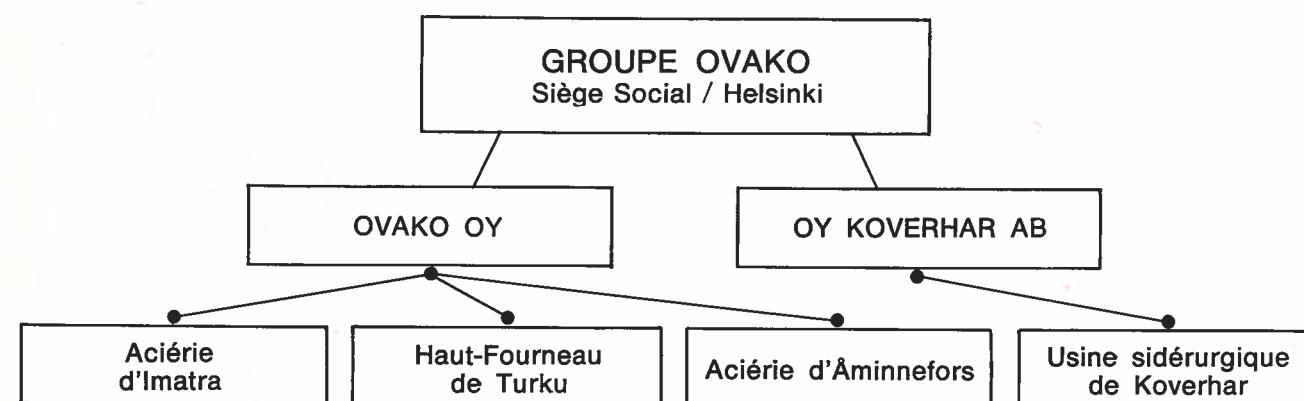 GROUPE OVAKO
Siège Social / Helsinki
OVAKO OY
OY KOVERHAR AB
Aciérie
d'Imatra
Haut-Fourneau
de Turku
Aciérie d'Åminnefors
Usine sidérurgique
de Koverhar